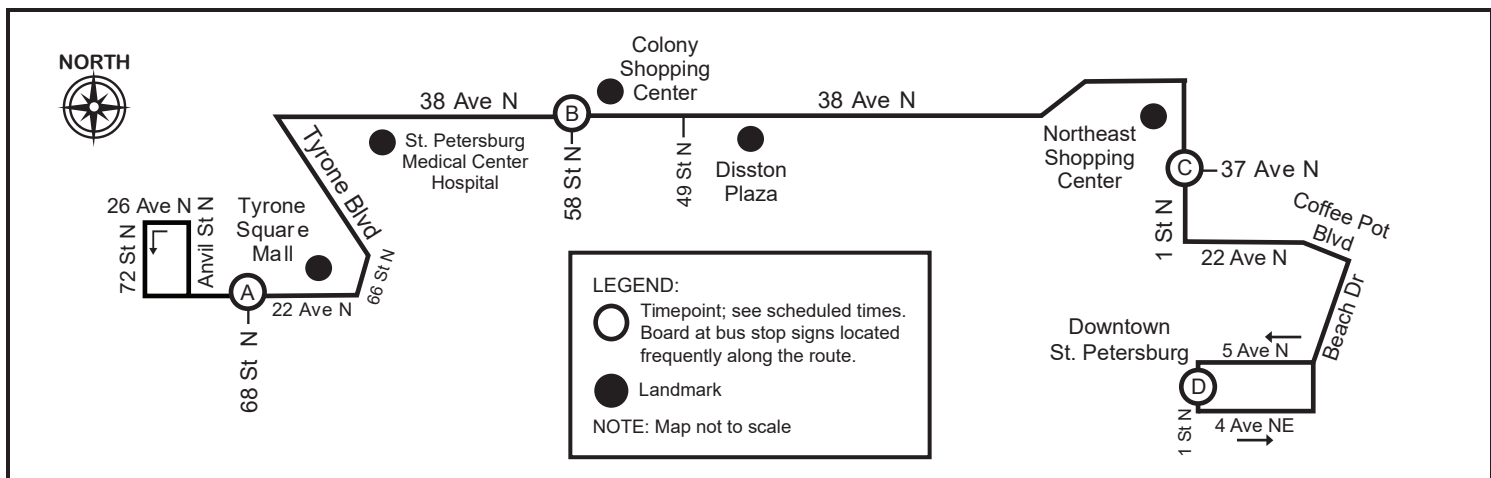 NORTH
Colony
Shopping
Center
38 Ave N
B
38 Ave N
St. Petersburg
Medical Center
Hospital
Tyrone Blvd
58 St N
49 St N
Disston
Plaza
Northeast
Shopping
Center
C
37 Ave N
1 St N
26 Ave N
72 St N
Anvil St N
Tyrone
Square
Mall
66 St N
A
22 Ave N
68 St N
Coffee Pot
Blvd
22 Ave N
Beach Dr
LEGEND:
Timepoint; see scheduled times.
Board at bus stop signs located
frequently along the route.
Landmark
NOTE: Map not to scale
Downtown
St. Petersburg
5 Ave N
D
1 St N
4 Ave NE